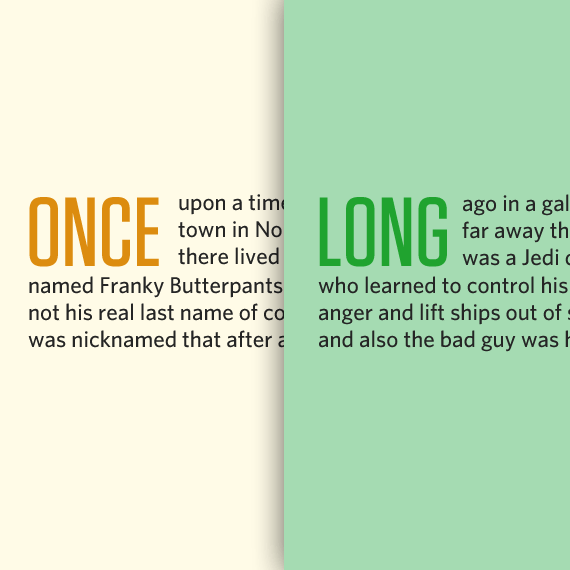 ONCE upon a time
town in No
there lived
named Franky Butterpants
not his real last name of co
was nicknamed that after a
LONG ago in a gal
far away th
was a Jedi
who learned to control his
anger and lift ships out of
and also the bad guy was h